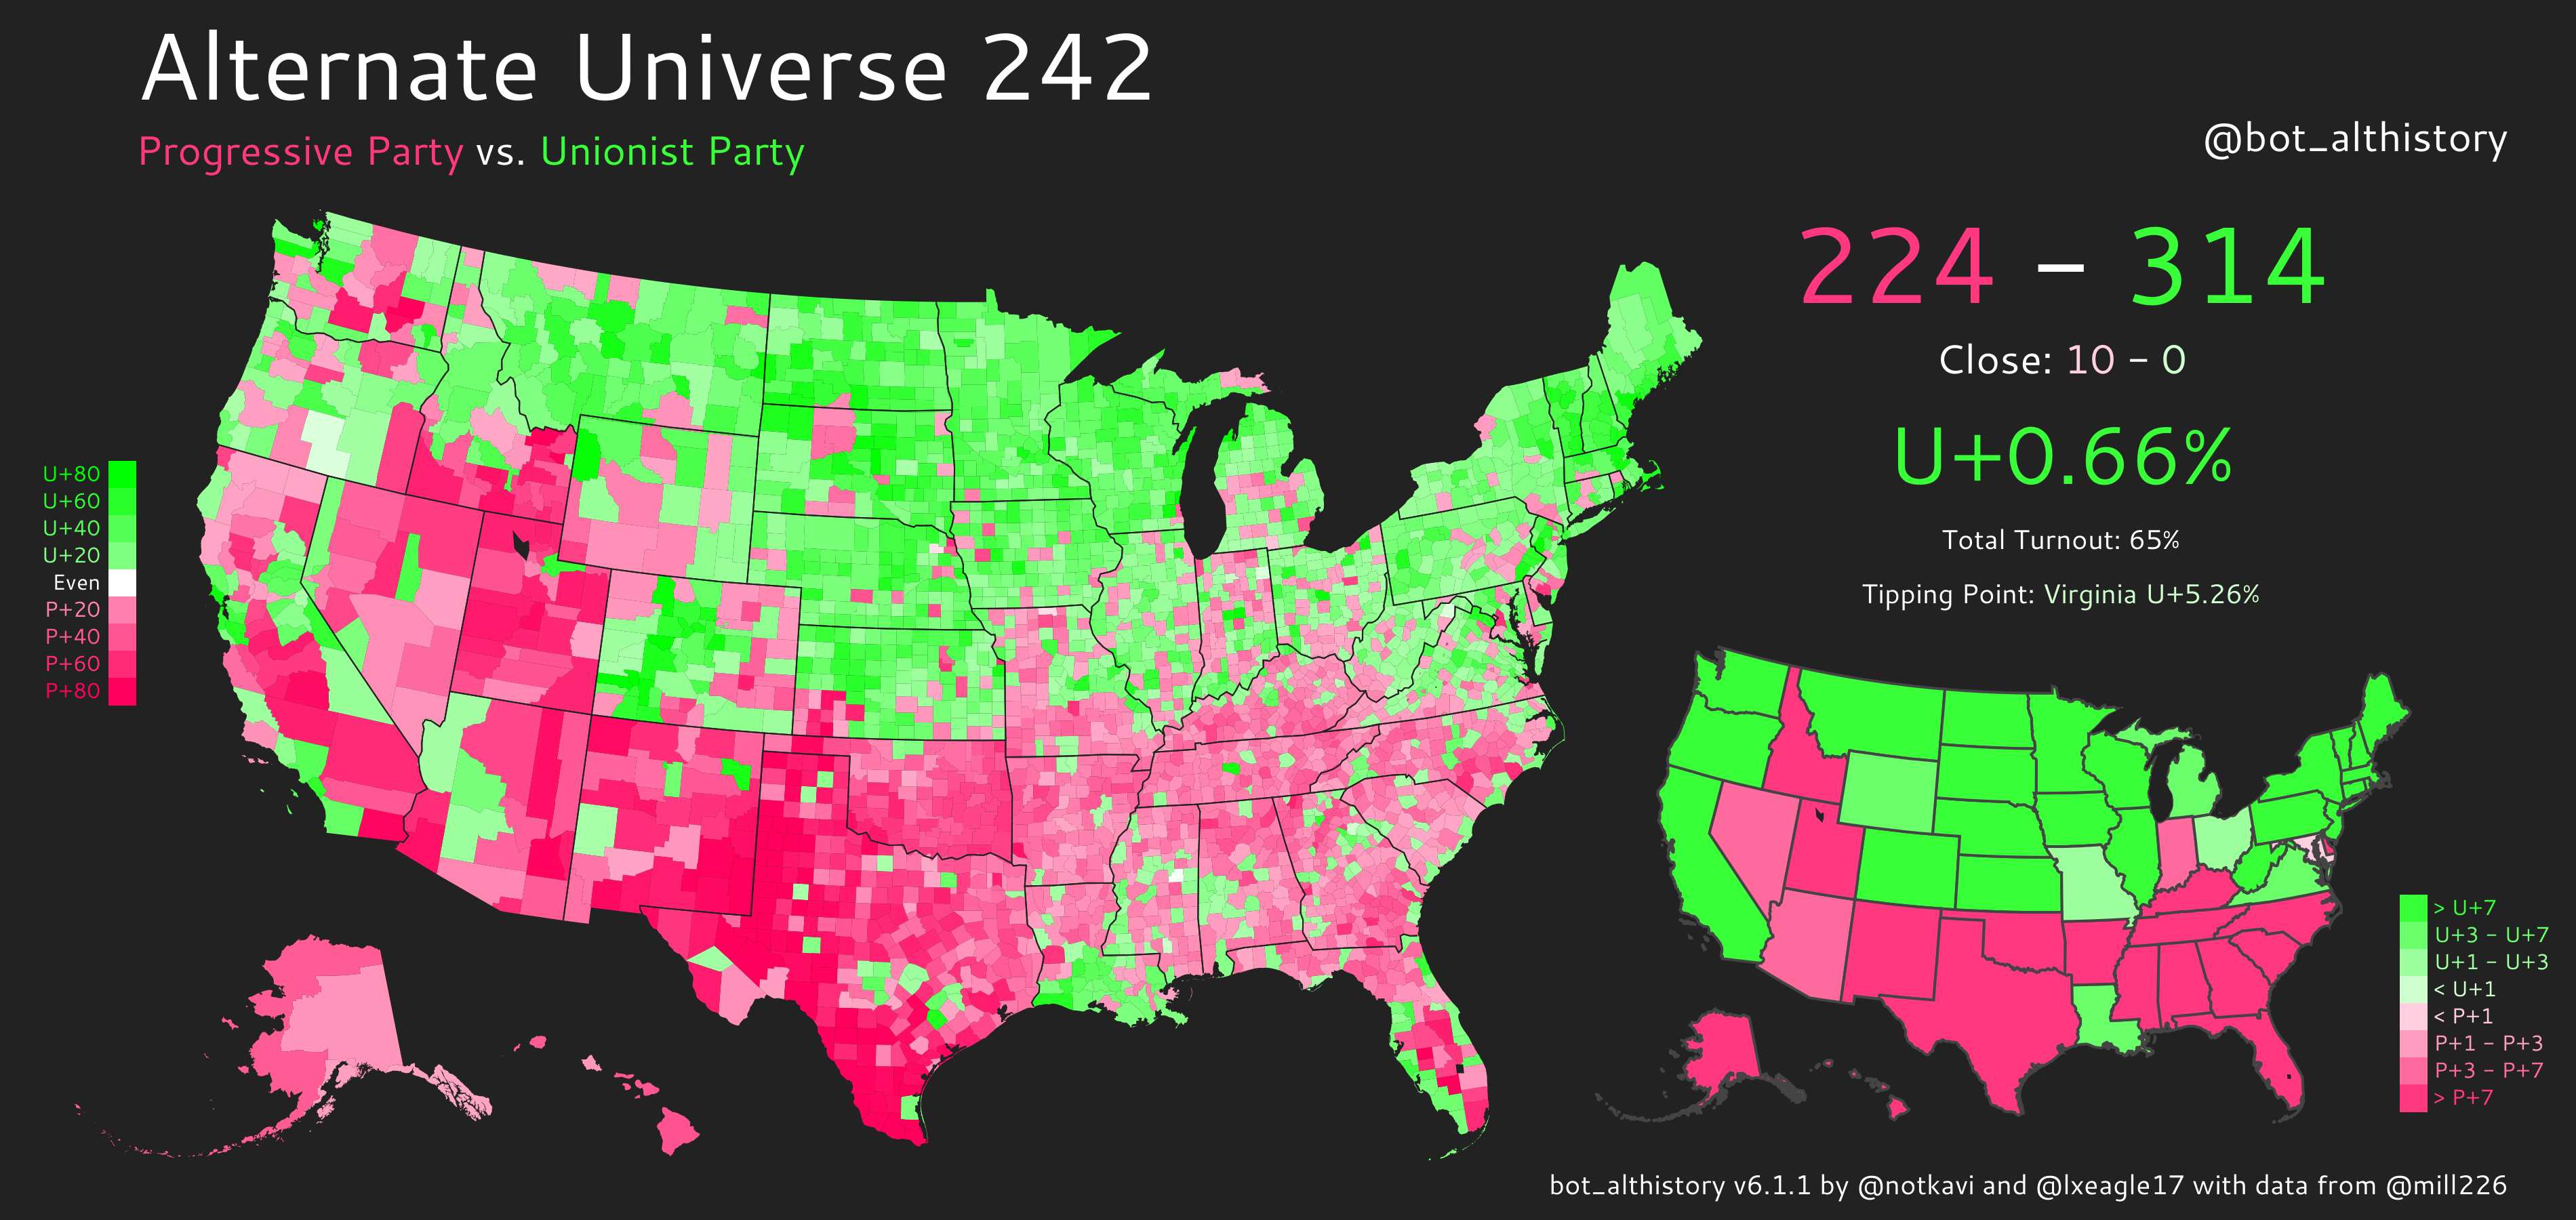 Alternate Universe 242
Progressive Party vs. Unionist Party
@bot_althistory
224 - 314
Close: 10 - 0
U+0.66%
Total Turnout: 65%
Tipping Point: Virginia U+5.26%
U+80
U+60
U+40
U+20
Even
P+20
P+40
P+60
P+80
> U+7
U+3 - U+7
U+1 - U+3
< U+1
< P+1
P+1 - P+3
P+3 - P+7
> P+7
bot_althistory v6.1.1 by @notkavi and @lxeagle17 with data from @mill226